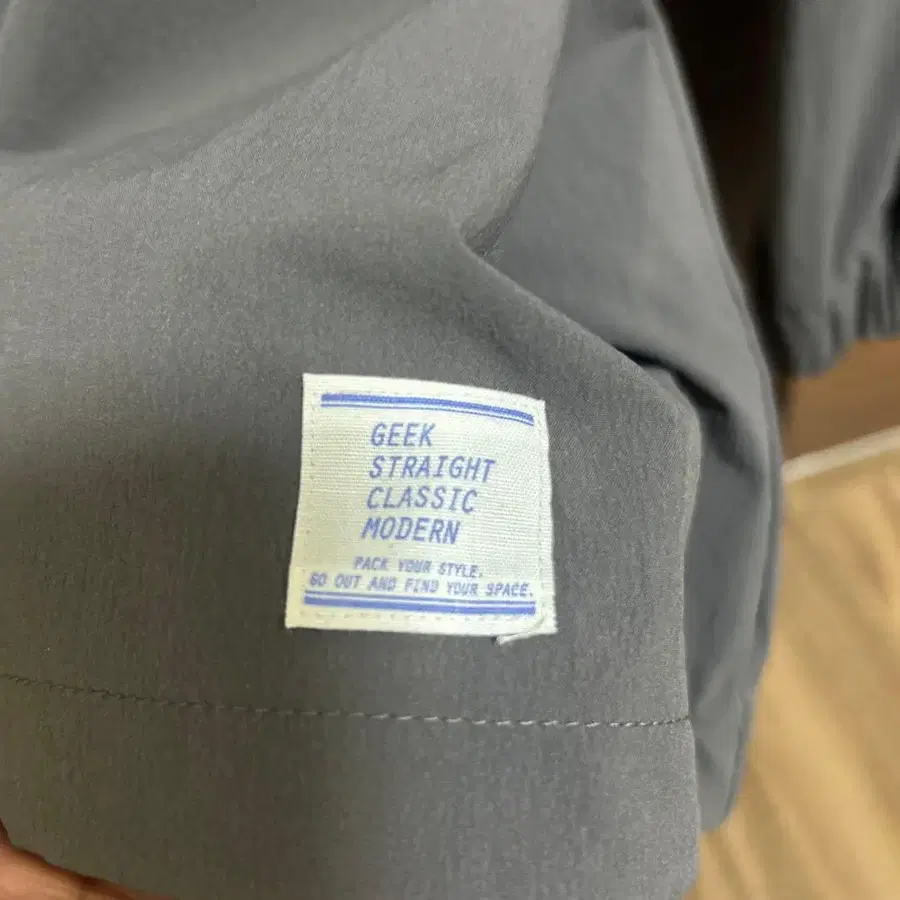 GEEK
STRAIGHT
CLASSIC
MODERN
PACK YOUR STYLE.
GO OUT AND FIND YOUR SPACE.